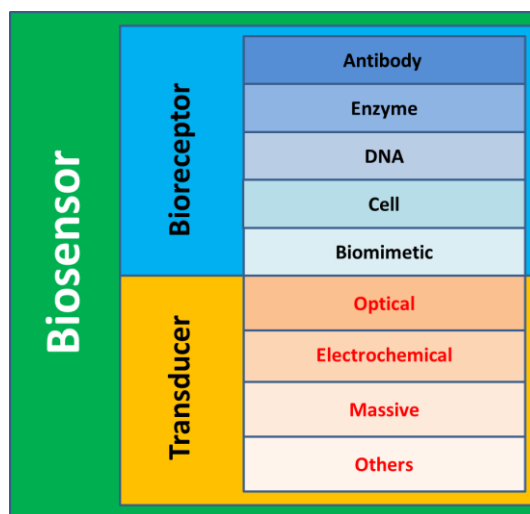 Biosensor
Bioreceptor
Antibody
Enzyme
DNA
Cell
Biomimetic
Transducer
Optical
Electrochemical
Massive
Others